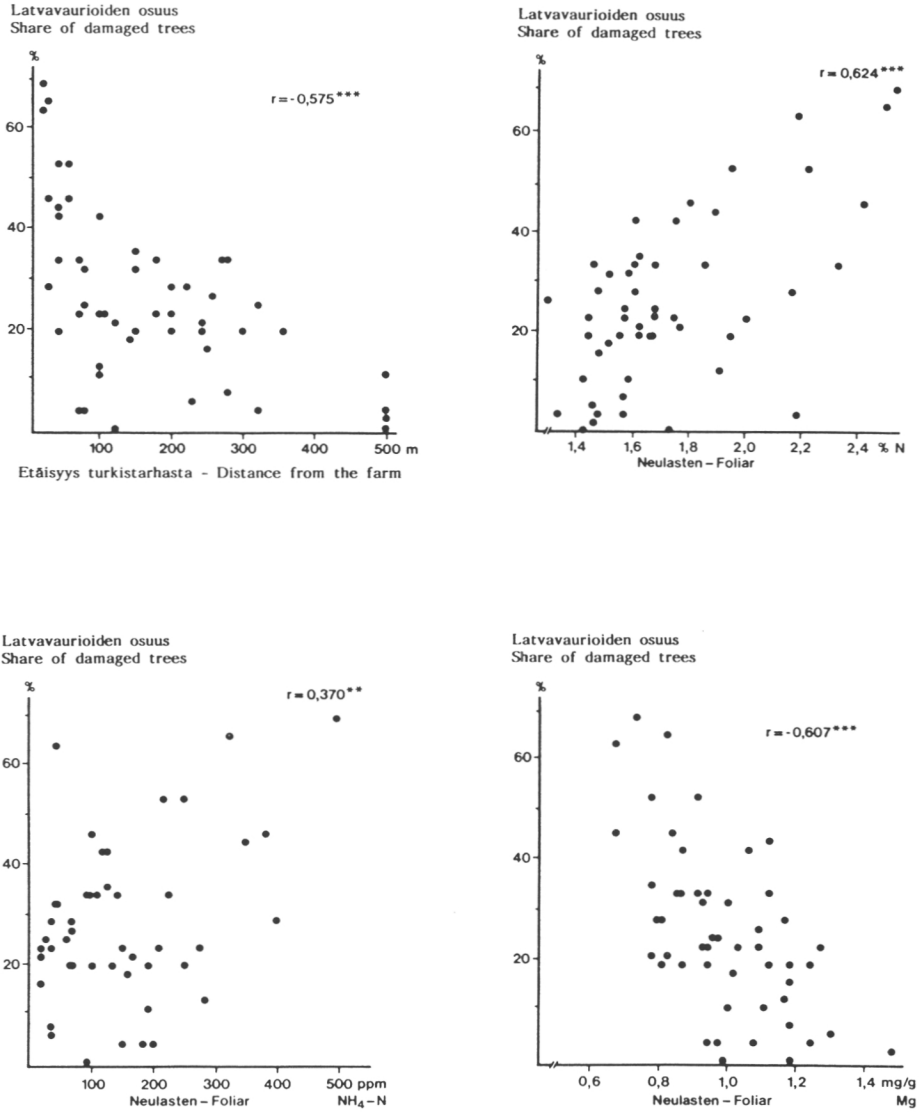 Latvavaurioiden osuus
Share of damaged trees
%
r=-0,575***
60
40
20
100 200 300 400 500 m
Etäisyys turkistarhasta - Distance from the farm
Latvavaurioiden osuus
Share of damaged trees
%
r=0,624***
60
40
20
1,4 1,6 1,8 2,0 2,2 2,4 % N
Neulasten – Foliar
Latvavaurioiden osuus
Share of damaged trees
%
r=0,370**
60
40
20
100 200 300 400 500 ppm
Neulasten – Foliar NH₄-N
Latvavaurioiden osuus
Share of damaged trees
%
r=-0,607***
60
40
20
0,6 0,8 1,0 1,2 1,4 mg/g
Neulasten – Foliar Mg